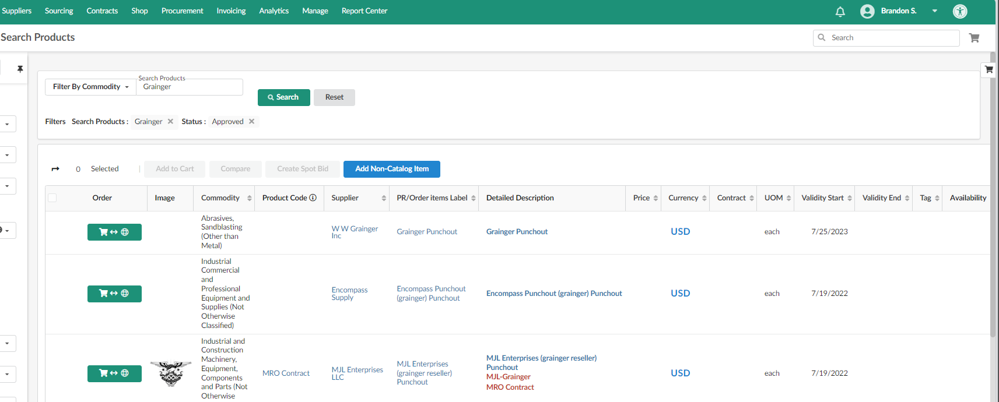 Suppliers Sourcing Contracts Shop Procurement Invoicing Analytics Manage Report Center Brandon S.
Search Products
Search
Search Products
Filter By Commodity Grainger
Search Reset
Filters Search Products : Grainger ✕ Status : Approved ✕
0 Selected Add to Cart Compare Create Spot Bid Add Non-Catalog Item
Order Image Commodity Product Code Supplier PR/Order items Label Detailed Description Price Currency Contract UOM Validity Start Validity End Tag Availability
Abrasives,
Sandblasting
(Other than
Metal)
W W Grainger
Inc
Grainger Punchout
Grainger Punchout
USD
each
7/25/2023
Industrial
Commercial
and
Professional
Equipment and
Supplies (Not
Otherwise
Classified)
Encompass
Supply
Encompass Punchout
(grainger) Punchout
Encompass Punchout (grainger) Punchout
USD
each
7/19/2022
Industrial and
Construction
Machinery,
Equipment,
Components
and Parts (Not
Otherwise
MRO Contract
MJL Enterprises
LLC
MJL Enterprises
(grainger reseller)
Punchout
MJL Enterprises (grainger reseller)
Punchout
MJL-Grainger
MRO Contract
USD
each
7/19/2022